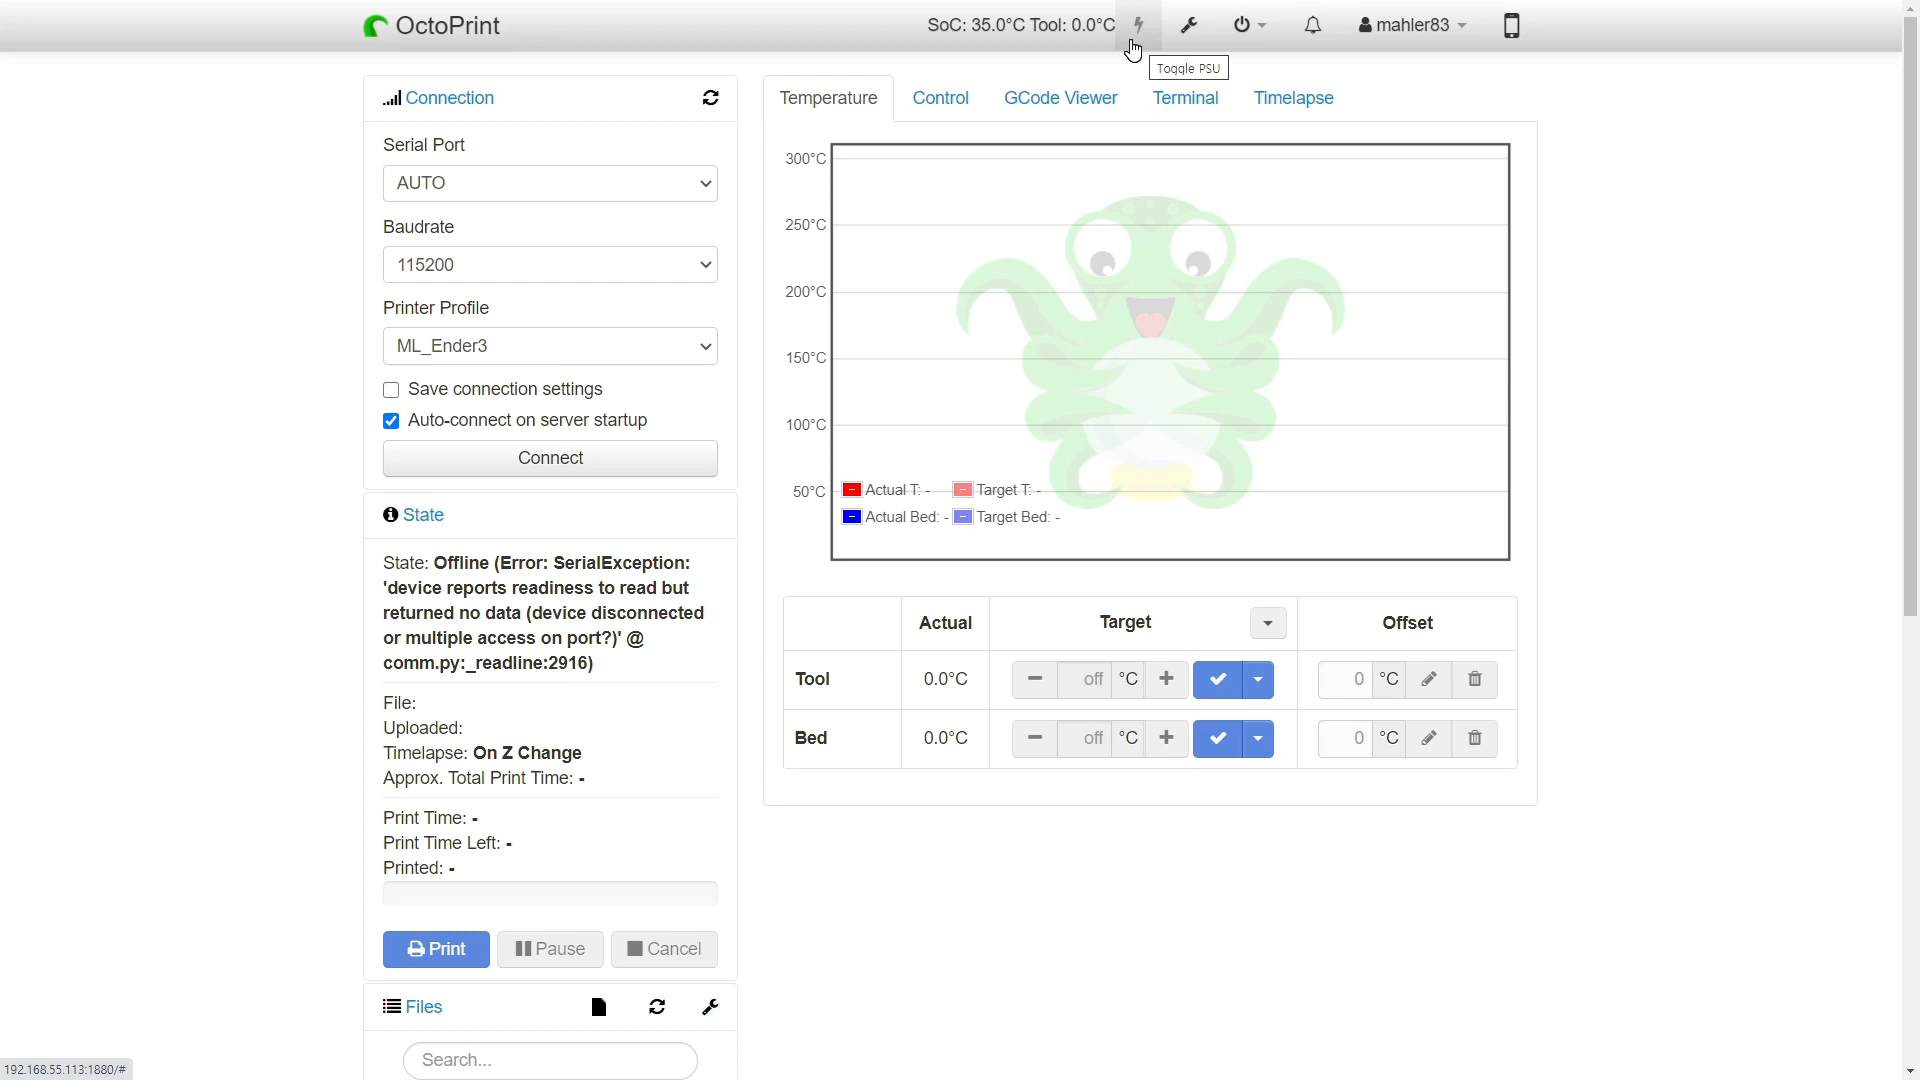 OctoPrint
SoC: 35.0°C Tool: 0.0°C
mahler83
Toggle PSU
Connection
Serial Port
AUTO
Baudrate
115200
Printer Profile
ML_Ender3
Save connection settings
Auto-connect on server startup
Connect
State
State: Offline (Error: SerialException:
'device reports readiness to read but
returned no data (device disconnected
or multiple access on port?)' @
comm.py:_readline:2916)
File:
Uploaded:
Timelapse: On Z Change
Approx. Total Print Time: -
Print Time: -
Print Time Left: -
Printed: -
Print Pause Cancel
Files
Search...
Temperature Control GCode Viewer Terminal Timelapse
300°C
250°C
200°C
150°C
100°C
50°C
Actual T: - Target T: -
Actual Bed: - Target Bed: -
Actual Target Offset
Tool 0.0°C off °C 0 °C
Bed 0.0°C off °C 0 °C
192.168.55.113:1880/#